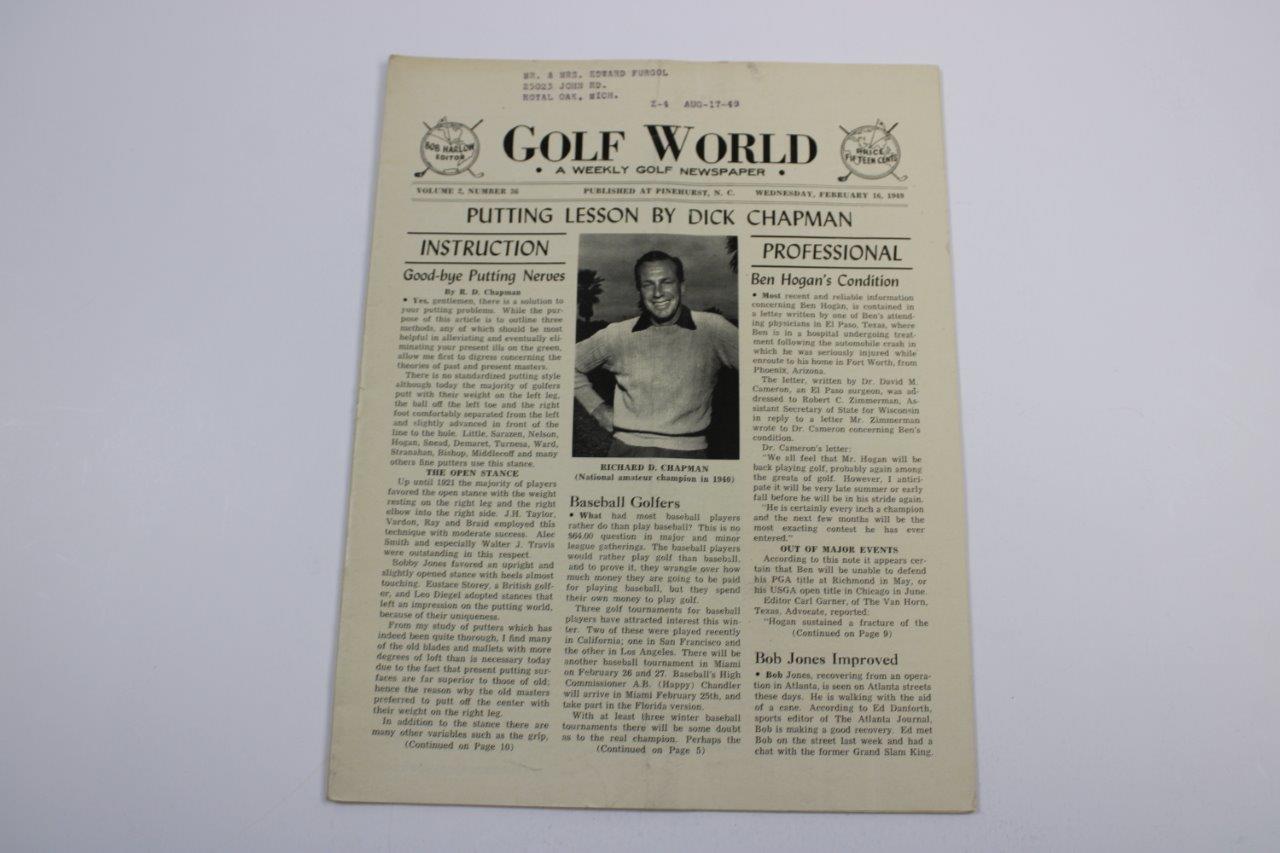 MR. & MRS. EDWARD FURGOL
25023 JOHN RD.
ROYAL OAK, MICH.
Z-4 AUG-17-49
BOB HARLOW
EDITOR
GOLF WORLD
• A WEEKLY GOLF NEWSPAPER •
PRICE
FIFTEEN CENTS
VOLUME 2, NUMBER 36
PUBLISHED AT PINEHURST, N. C.
WEDNESDAY, FEBRUARY 16, 1949
PUTTING LESSON BY DICK CHAPMAN
INSTRUCTION
Good-bye Putting Nerves
By R. D. Chapman
• Yes, gentlemen, there is a solution to
your putting problems. While the pur-
pose of this article is to outline three
methods, any of which should be most
helpful in alleviating and eventually eli-
minating your present ills on the green,
allow me first to digress concerning the
theories of past and present masters.
There is no standardized putting style
although today the majority of golfers
putt with their weight on the left leg,
the ball off the left toe and the right
foot comfortably separated from the left
and slightly advanced in front of the
line to the hole. Little, Sarazen, Nelson,
Hogan, Snead, Demaret, Turnesa, Ward,
Stranahan, Bishop, Middlecoff and many
others fine putters use this stance.
THE OPEN STANCE
Up until 1921 the majority of players
favored the open stance with the weight
resting on the right leg and the right
elbow into the right side. J.H. Taylor,
Vardon, Ray and Braid employed this
technique with moderate success. Alec
Smith and especially Walter J. Travis
were outstanding in this respect.
Bobby Jones favored an upright and
slightly opened stance with heels almost
touching. Eustace Storey, a British golf-
er, and Leo Diegel adopted stances that
left an impression on the putting world,
because of their uniqueness.
From my study of putters which has
indeed been quite thorough, I find many
of the old blades and mallets with more
degrees of loft than is necessary today
due to the fact that present putting sur-
faces are far superior to those of old;
hence the reason why the old masters
preferred to putt off the center with
their weight on the right leg.
In addition to the stance there are
many other variables such as the grip,
(Continued on Page 10)
RICHARD D. CHAPMAN
(National amateur champion in 1940)
Baseball Golfers
• What had most baseball players
rather do than play baseball? This is no
$64.00 question in major and minor
league gatherings. The baseball players
would rather play golf than baseball,
and to prove it, they wrangle over how
much money they are going to be paid
for playing baseball, but they spend
their own money to play golf.
Three golf tournaments for baseball
players have attracted interest this win-
ter. Two of these were played recently
in California; one in San Francisco and
the other in Los Angeles. There will be
another baseball tournament in Miami
on February 26 and 27. Baseball's High
Commissioner A.B. (Happy) Chandler
will arrive in Miami February 25th, and
take part in the Florida version.
With at least three winter baseball
tournaments there will be some doubt
as to the real champion. Perhaps the
(Continued on Page 5)
PROFESSIONAL
Ben Hogan's Condition
• Most recent and reliable information
concerning Ben Hogan, is contained in
a letter written by one of Ben's attend-
ing physicians in El Paso, Texas, where
Ben is in a hospital undergoing treat-
ment following the automobile crash in
which he was seriously injured while
enroute to his home in Fort Worth, from
Phoenix, Arizona.
The letter, written by Dr. David M.
Cameron, an El Paso surgeon, was ad-
dressed to Robert C. Zimmerman, As-
sistant Secretary of State for Wisconsin
in reply to a letter Mr. Zimmerman
wrote to Dr. Cameron concerning Ben's
condition.
Dr. Cameron's letter:
"We all feel that Mr. Hogan will be
back playing golf, probably again among
the greats of golf. However, I antici-
pate it will be very late summer or early
fall before he will be in his stride again.
"He is certainly every inch a champion
and the next few months will be the
most exacting contest he has ever
entered."
OUT OF MAJOR EVENTS
According to this note it appears cer-
tain that Ben will be unable to defend
his PGA title at Richmond in May, or
his USGA open title in Chicago in June.
Editor Carl Garner, of The Van Horn,
Texas, Advocate, reported:
"Hogan sustained a fracture of the
(Continued on Page 9)
Bob Jones Improved
• Bob Jones, recovering from an opera-
tion in Atlanta, is seen on Atlanta streets
these days. He is walking with the aid
of a cane. According to Ed Danforth,
sports editor of The Atlanta Journal,
Bob is making a good recovery. Ed met
Bob on the street last week and had a
chat with the former Grand Slam King.